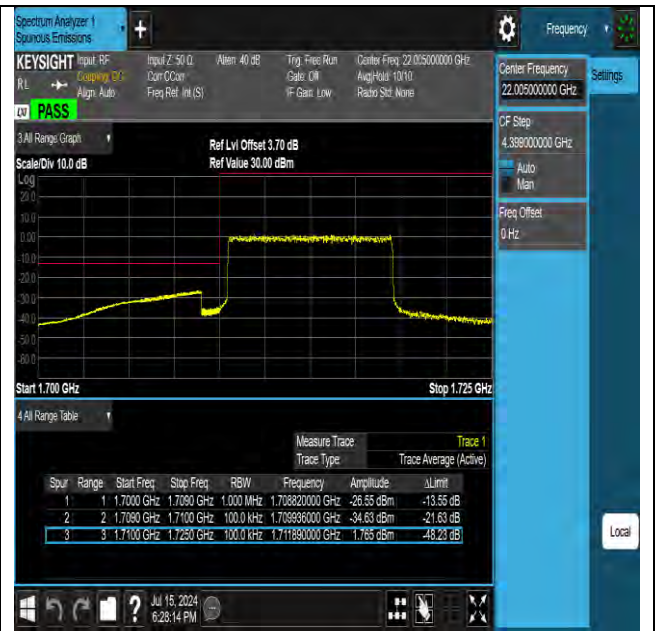 Spectrum Analyzer 1
Spurious Emissions
Frequency
KEYSIGHT
RL
Input: RF
Coupling: DC
Align: Auto
Input Z: 50 Ω
Corr CCorr
Freq Ref: Int (S)
Atten: 40 dB
Trig: Free Run
Gate: Off
IF Gain: Low
Center Freq: 22.005000000 GHz
Avg|Hold: 10/10
Radio Std: None
PASS
Center Frequency
22.005000000 GHz
Settings
CF Step
4.399000000 GHz
Auto
Man
Freq Offset
0 Hz
3 All Range Graph
Scale/Div 10.0 dB
Ref Lvl Offset 3.70 dB
Ref Value 30.00 dBm
Log
20.0
10.0
0.00
-10.0
-20.0
-30.0
-40.0
-50.0
-60.0
Start 1.700 GHz
Stop 1.725 GHz
4 All Range Table
Measure Trace Trace 1
Trace Type Trace Average (Active)
Spur Range Start Freq Stop Freq RBW Frequency Amplitude ΔLimit
1 1 1.7000 GHz 1.7090 GHz 1.000 MHz 1.708820000 GHz -26.55 dBm -13.55 dB
2 2 1.7090 GHz 1.7100 GHz 100.0 kHz 1.709936000 GHz -34.63 dBm -21.63 dB
3 3 1.7100 GHz 1.7250 GHz 100.0 kHz 1.711890000 GHz 1.765 dBm -48.23 dB
Local
Jul 15, 2024
6:28:14 PM